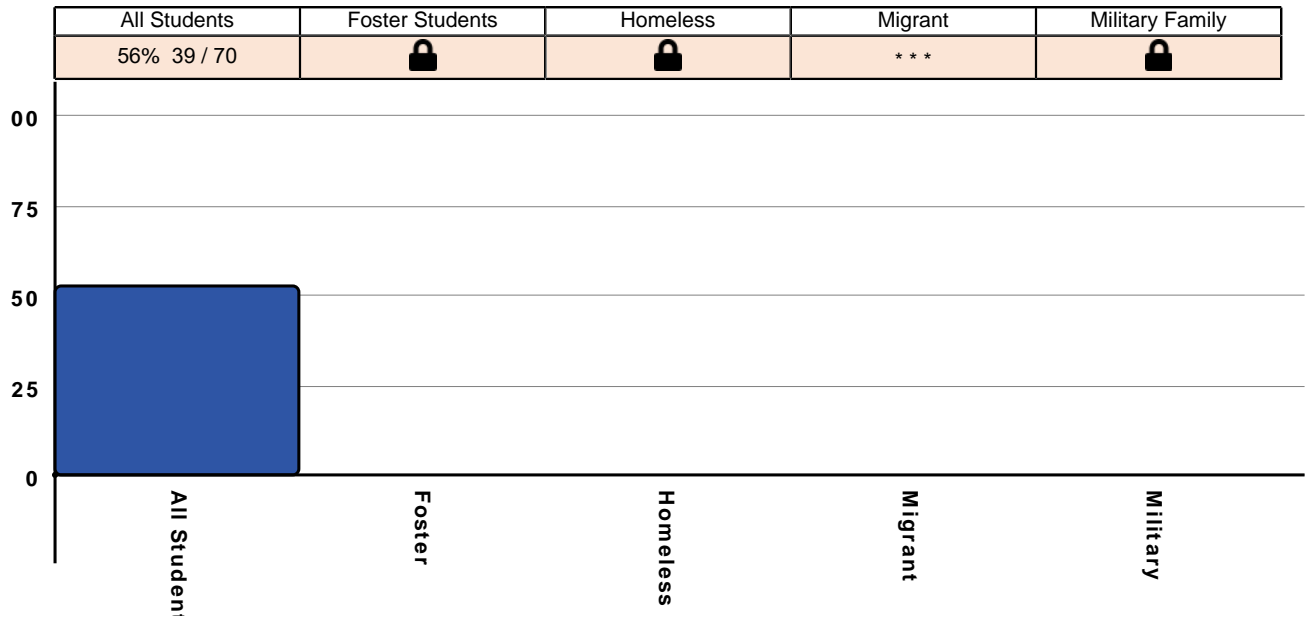 All Students Foster Students Homeless Migrant Military Family
56% 39 / 70 * * *
00
75
50
25
0
All Student
Foster
Homeless
Migrant
Military